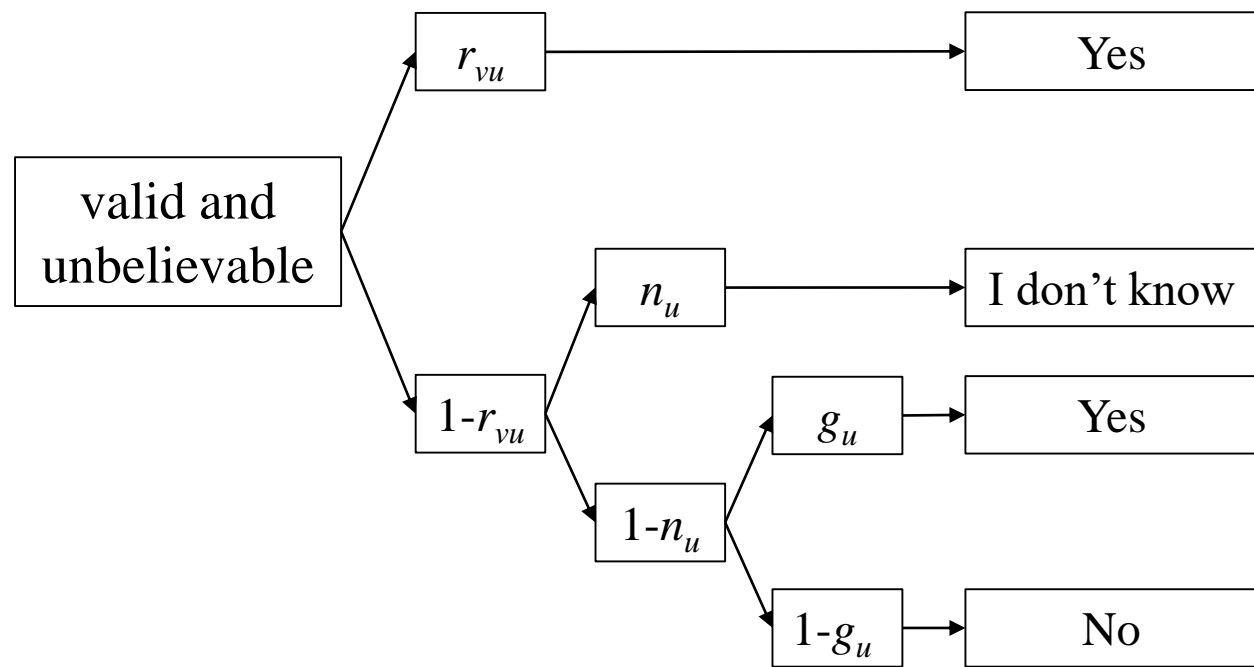 r_vu
Yes
valid and
unbelievable
n_u
I don’t know
1-r_vu
g_u
Yes
1-n_u
1-g_u
No